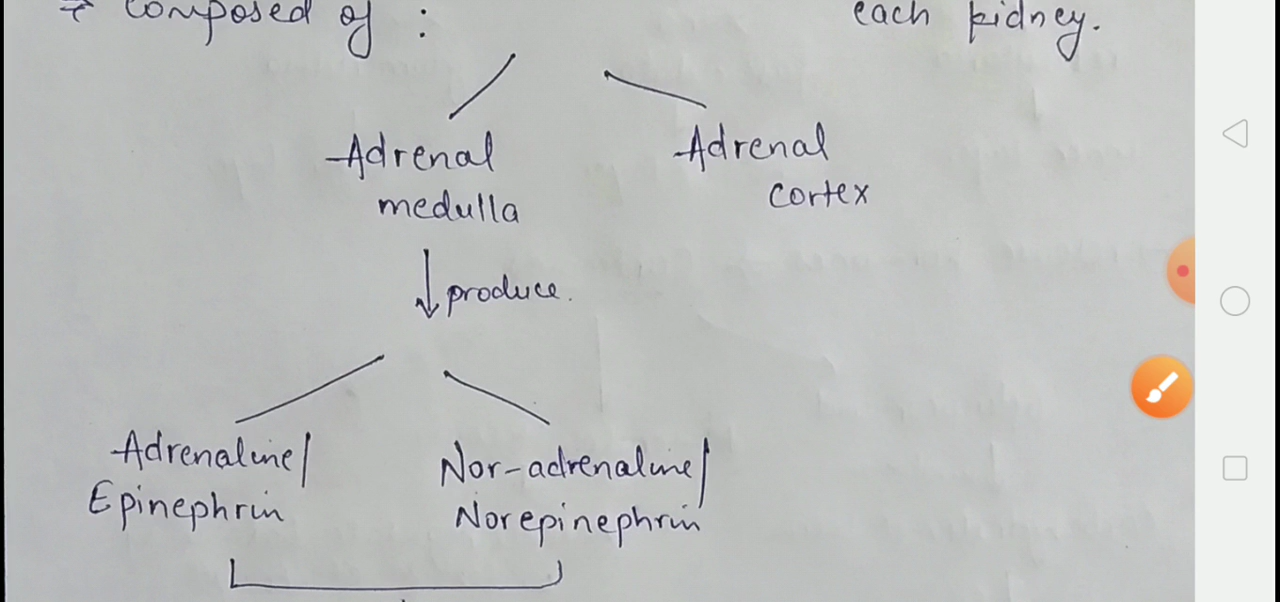 → composed of :
each kidney.
Adrenal
medulla
Adrenal
cortex
produce.
Adrenaline/
Epinephrin
Nor-adrenaline/
Norepinephrin